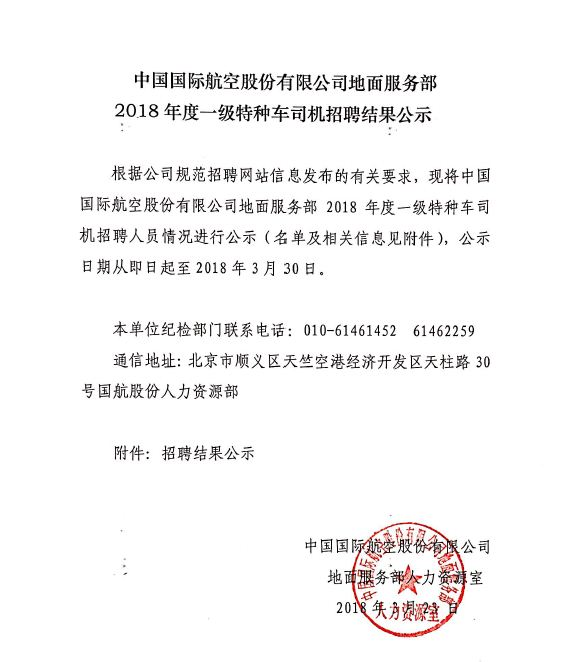 中国国际航空股份有限公司地面服务部
2018 年度一级特种车司机招聘结果公示
根据公司规范招聘网站信息发布的有关要求，现将中国
国际航空股份有限公司地面服务部 2018 年度一级特种车司
机招聘人员情况进行公示（名单及相关信息见附件），公示
日期从即日起至 2018 年 3 月 30 日。
本单位纪检部门联系电话：010-61461452 61462259
通信地址：北京市顺义区天竺空港经济开发区天柱路 30
号国航股份人力资源部
附件：招聘结果公示
中国国际航空股份有限公司
地面服务部人力资源室
2018 年 3 月 23 日
人力资源室